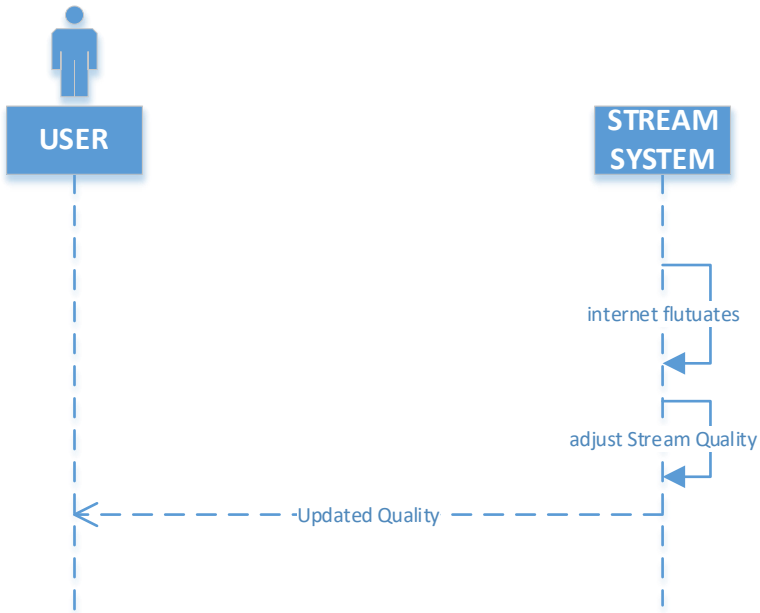 USER
STREAM
SYSTEM
internet flutuates
adjust Stream Quality
Updated Quality